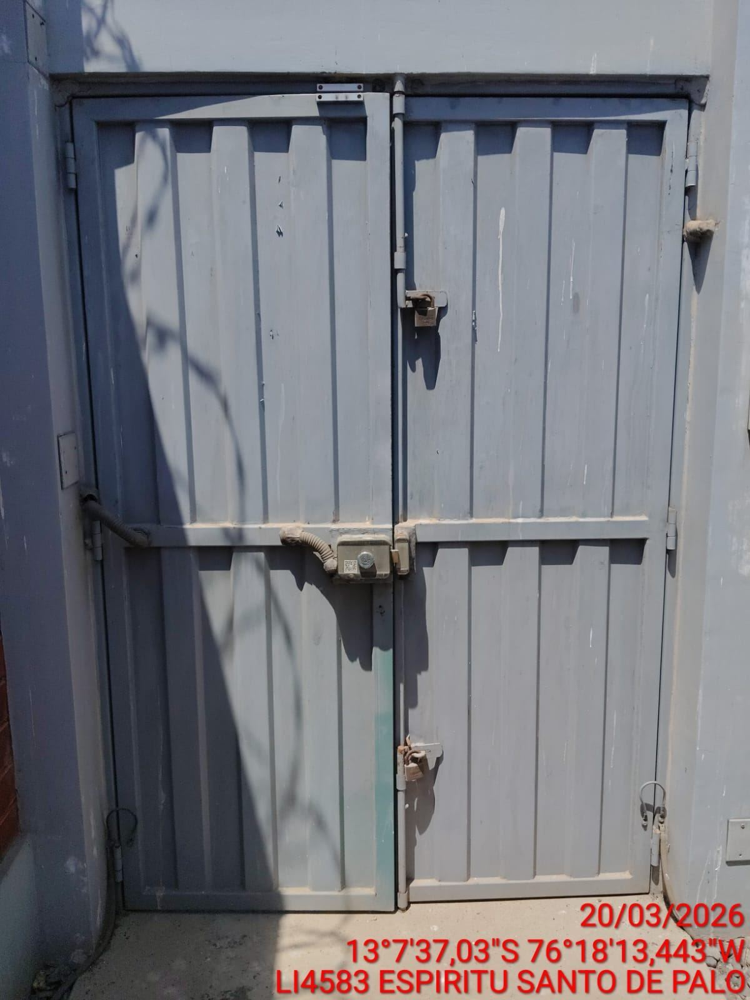 20/03/2026
13°7'37,03"S 76°18'13,443"W
LI4583 ESPIRITU SANTO DE PALO